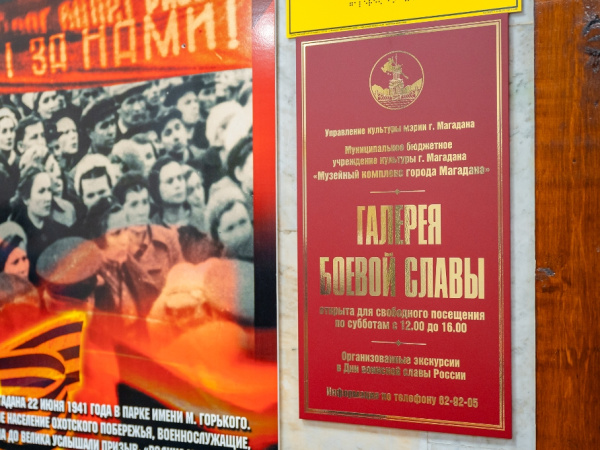 И ЗА НАМИ!
Управление культуры мэрии г. Магадана
Муниципальное бюджетное
учреждение культуры г. Магадана
«Музейный комплекс города Магадана»
ГАЛЕРЕЯ
БОЕВОЙ СЛАВЫ
открыта для свободного посещения
по субботам с 12.00 до 16.00
Организованные экскурсии
в Дни воинской славы России
Информация по телефону 62-92-05
22 ИЮНЯ 1941 ГОДА В ПАРКЕ ИМЕНИ М. ГОРЬКОГО.
НАСЕЛЕНИЕ ОХОТСКОГО ПОБЕРЕЖЬЯ, ВОЕННОСЛУЖАЩИЕ,
ДО ВЕЛИКА УСЛЫШАЛИ ПРИЗЫВ